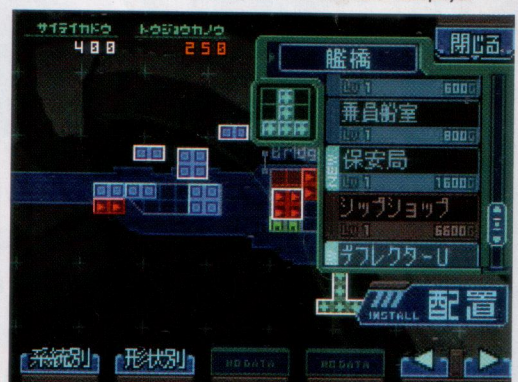 サイテイカドウ トウジョウカノウ
400 250
閉じる
艦橋
LV 1 600G
乗員船室
LV 1 800G
Bridg
NEW 保安局
LV 1 1600G
シップショップ
LV 1 6600G
デフレクターU
INSTALL 配置
系統別 形状別 NO DATA NO DATA